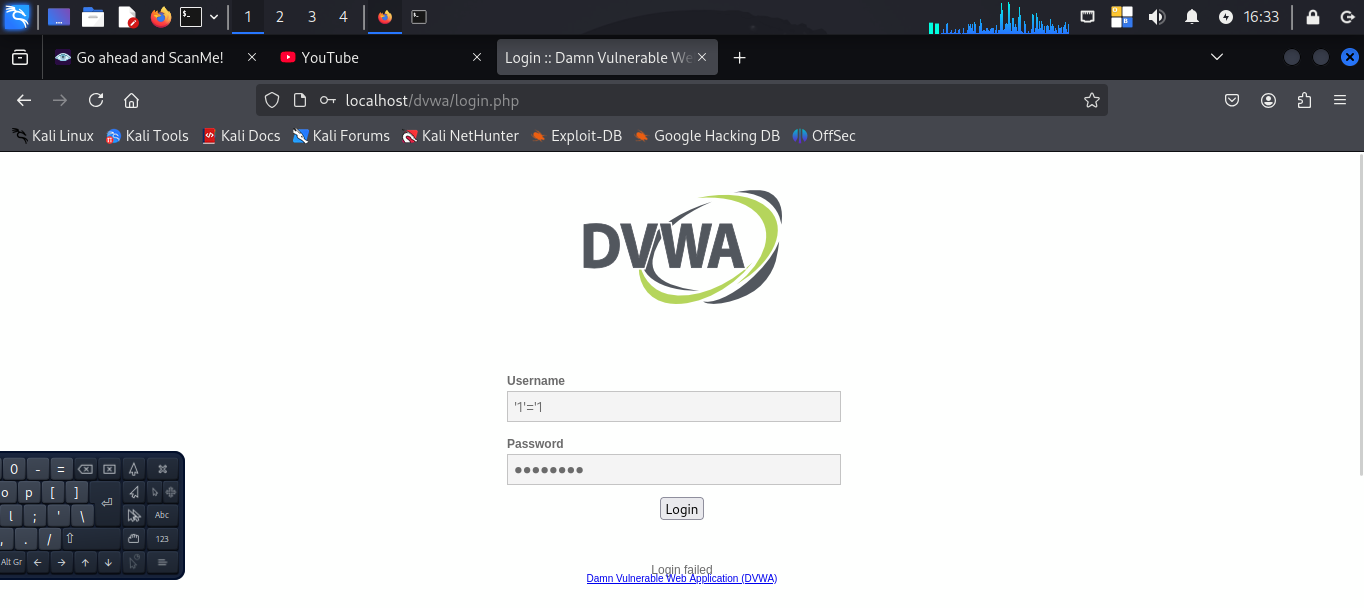 1 2 3 4 16:33
Go ahead and ScanMe! YouTube Login :: Damn Vulnerable We
localhost/dvwa/login.php
Kali Linux Kali Tools Kali Docs Kali Forums Kali NetHunter Exploit-DB Google Hacking DB OffSec
DVWA
Username
'1'='1
Password
••••••••
Login
0 - =
o p [ ]
l ; ' \ Abc
, . / 123
Alt Gr
Login failed
Damn Vulnerable Web Application (DVWA)